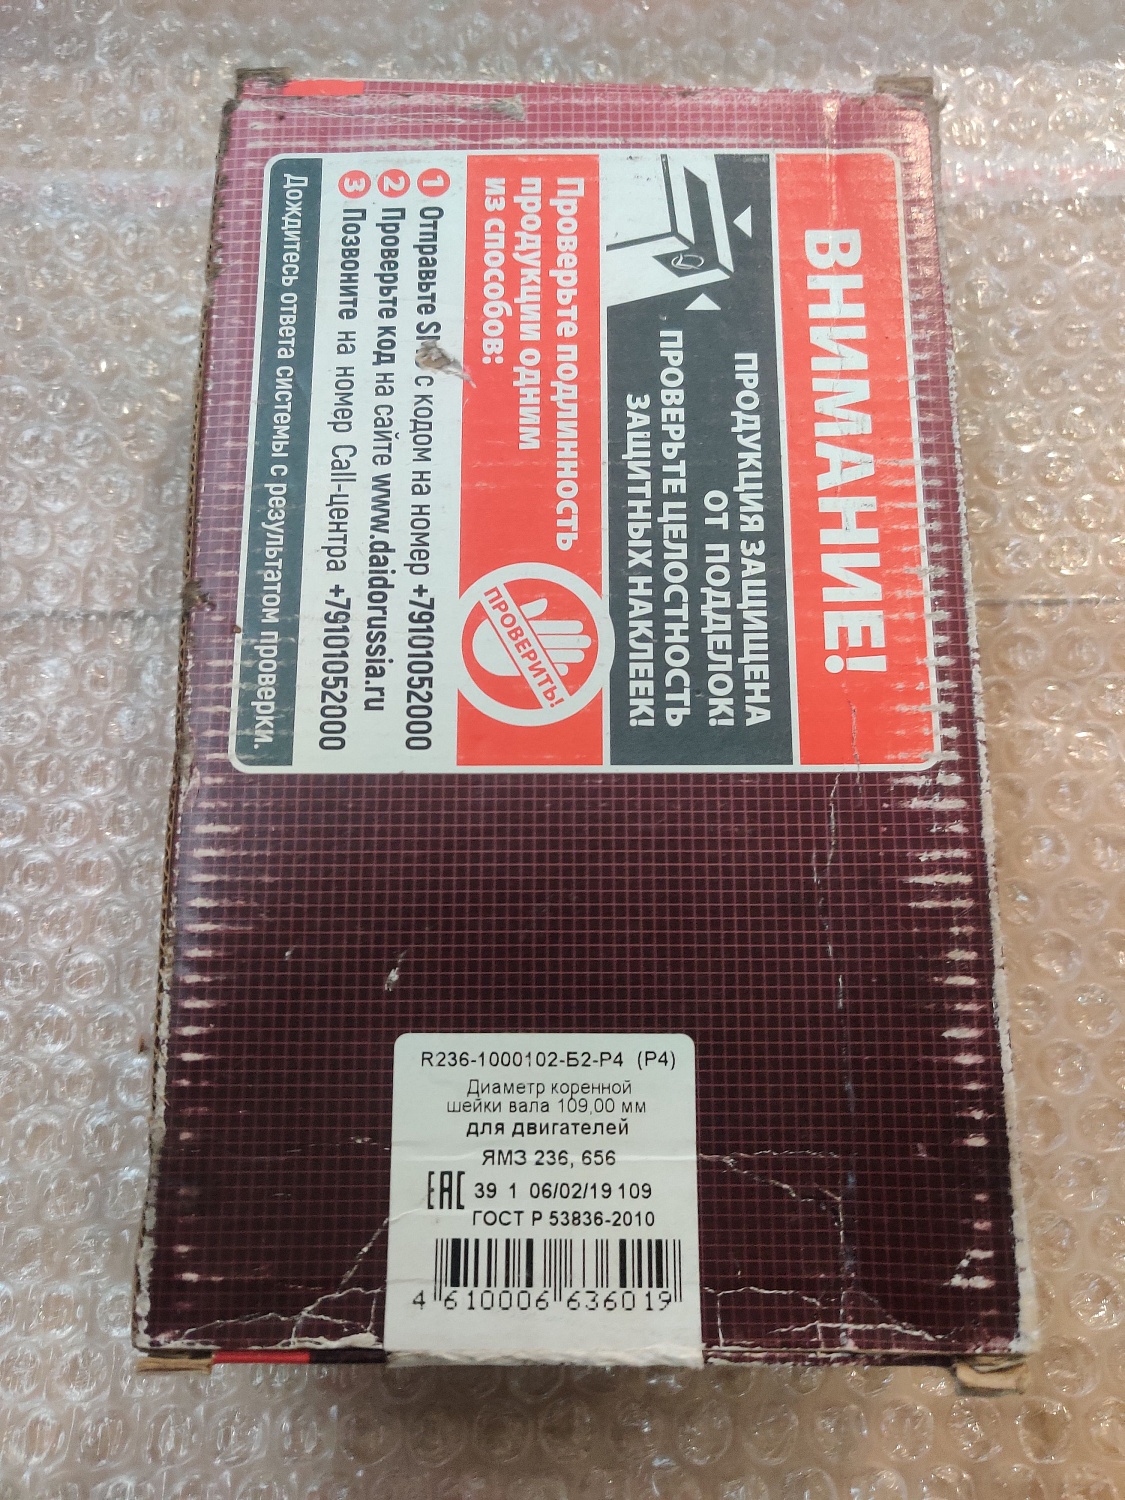 ВНИМАНИЕ!
ПРОДУКЦИЯ ЗАЩИЩЕНА
ОТ ПОДДЕЛОК!
ПРОВЕРЬТЕ ЦЕЛОСТНОСТЬ
ЗАЩИТНЫХ НАКЛЕЕК!
Проверьте подлинность
продукции одним
из способов:
ПРОВЕРИТЬ!
1 Отправьте с кодом на номер +79101052000
2 Проверьте код на сайте www.daidorussia.ru
3 Позвоните на номер Call-центра +79101052000
Дождитесь ответа системы с результатом проверки.
R236-1000102-Б2-Р4 (Р4)
Диаметр коренной
шейки вала 109,00 мм
для двигателей
ЯМЗ 236, 656
EAC 39 1 06/02/19 109
ГОСТ Р 53836-2010
4 610006 636019